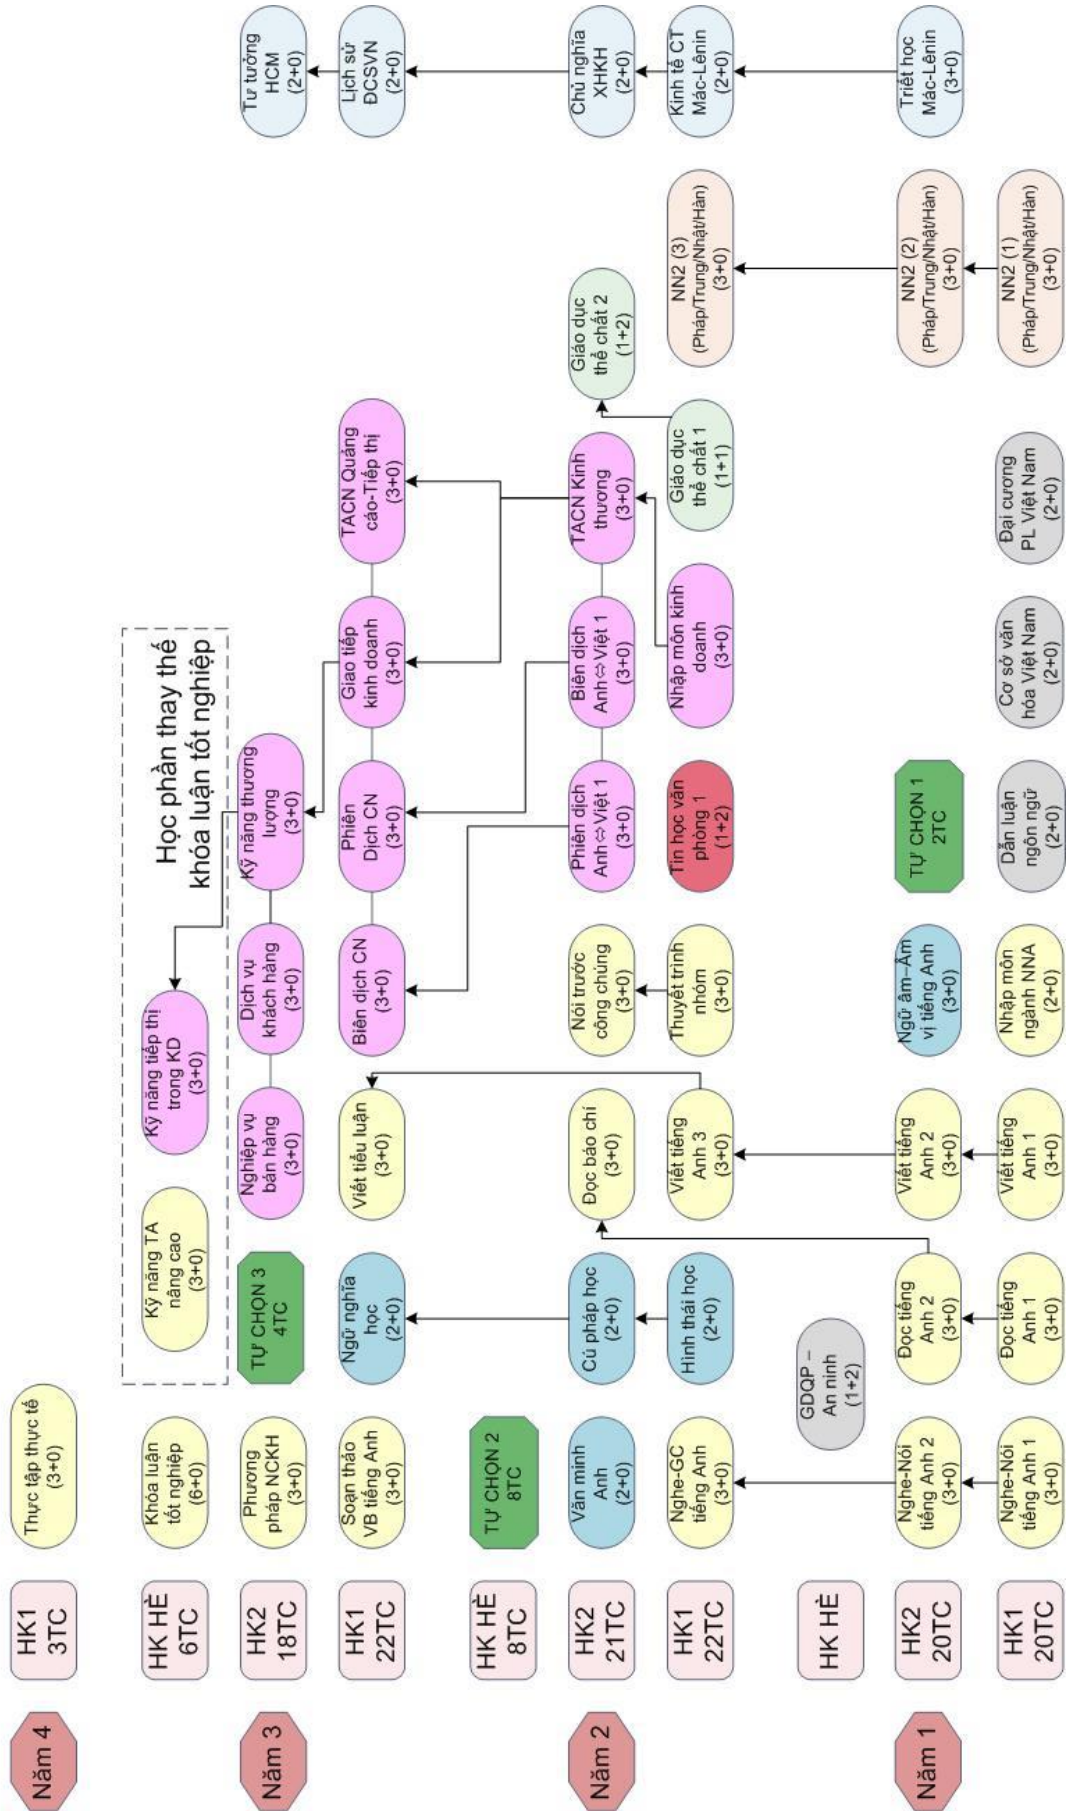 Năm 4
HK1
3TC
Thực tập thực tế
(3+0)
HK HÈ
6TC
Khóa luận
tốt nghiệp
(6+0)
Kỹ năng TA
nâng cao
(3+0)
Kỹ năng tiếp thị
trong KD
(3+0)
Học phần thay thế
khóa luận tốt nghiệp
Năm 3
HK2
18TC
Phương
pháp NCKH
(3+0)
TỰ CHỌN 3
4TC
Nghiệp vụ
bán hàng
(3+0)
Dịch vụ
khách hàng
(3+0)
Kỹ năng thương
lượng
(3+0)
Tư tưởng
HCM
(2+0)
HK1
22TC
Soạn thảo
VB tiếng Anh
(3+0)
Ngữ nghĩa
học
(2+0)
Viết tiểu luận
(3+0)
Biên dịch CN
(3+0)
Phiên
Dịch CN
(3+0)
Giao tiếp
kinh doanh
(3+0)
TACN Quảng
cáo-Tiếp thị
(3+0)
Lịch sử
ĐCSVN
(2+0)
HK HÈ
8TC
TỰ CHỌN 2
8TC
Năm 2
HK2
21TC
Văn minh
Anh
(2+0)
Cú pháp học
(2+0)
Đọc báo chí
(3+0)
Nói trước
công chúng
(3+0)
Phiên dịch
Anh⇔Việt 1
(3+0)
Biên dịch
Anh⇔Việt 1
(3+0)
TACN Kinh
thương
(3+0)
Giáo dục
thể chất 2
(1+2)
Chủ nghĩa
XHKH
(2+0)
HK1
22TC
Nghe-GC
tiếng Anh
(3+0)
Hình thái học
(2+0)
Viết tiếng
Anh 3
(3+0)
Thuyết trình
nhóm
(3+0)
Tin học văn
phòng 1
(1+2)
Nhập môn kinh
doanh
(3+0)
Giáo dục
thể chất 1
(1+1)
NN2 (3)
(Pháp/Trung/Nhật/Hàn)
(3+0)
Kinh tế CT
Mác-Lênin
(2+0)
HK HÈ
GDQP –
An ninh
(1+2)
Năm 1
HK2
20TC
Nghe-Nói
tiếng Anh 2
(3+0)
Đọc tiếng
Anh 2
(3+0)
Viết tiếng
Anh 2
(3+0)
Ngữ âm–Âm
vị tiếng Anh
(3+0)
TỰ CHỌN 1
2TC
NN2 (2)
(Pháp/Trung/Nhật/Hàn)
(3+0)
Triết học
Mác-Lênin
(3+0)
HK1
20TC
Nghe-Nói
tiếng Anh 1
(3+0)
Đọc tiếng
Anh 1
(3+0)
Viết tiếng
Anh 1
(3+0)
Nhập môn
ngành NNA
(2+0)
Dẫn luận
ngôn ngữ
(2+0)
Cơ sở văn
hóa Việt Nam
(2+0)
Đại cương
PL Việt Nam
(2+0)
NN2 (1)
(Pháp/Trung/Nhật/Hàn)
(3+0)